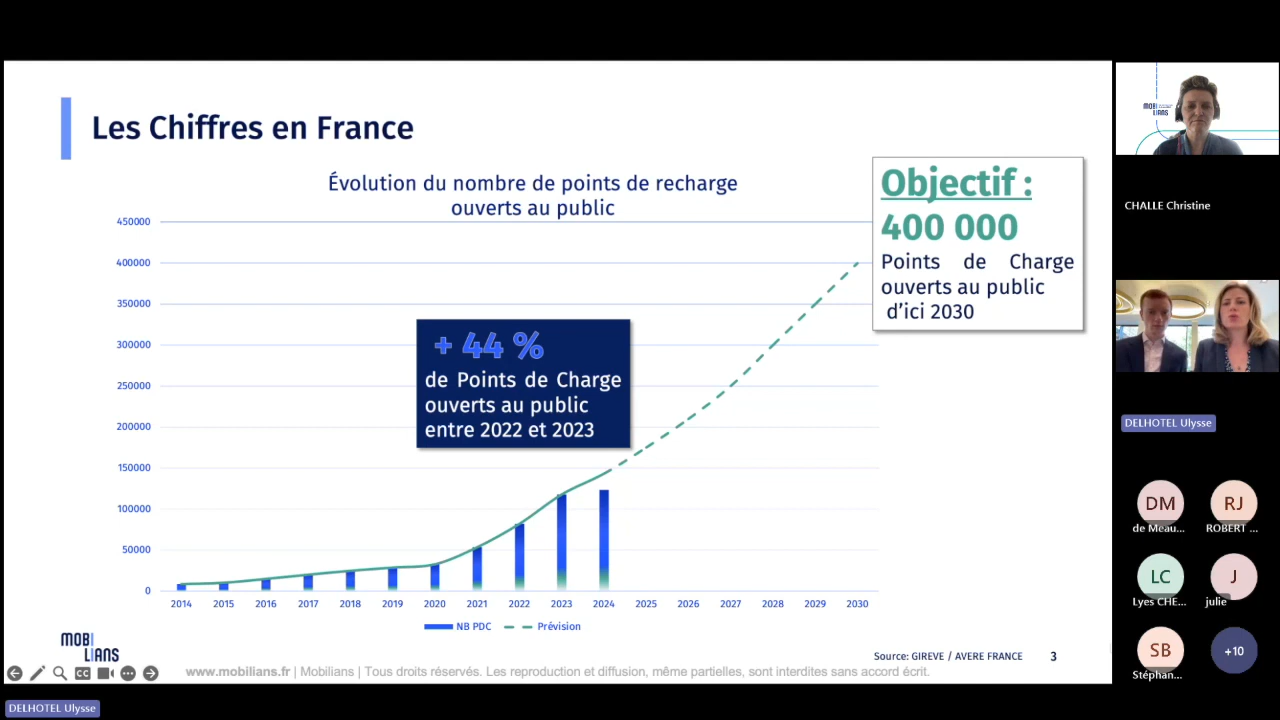 Les Chiffres en France
Évolution du nombre de points de recharge
ouverts au public
450000
400000
350000
300000
250000
200000
150000
100000
50000
0
2014 2015 2016 2017 2018 2019 2020 2021 2022 2023 2024 2025 2026 2027 2028 2029 2030
NB PDC Prévision
+ 44 %
de Points de Charge
ouverts au public
entre 2022 et 2023
Objectif :
400 000
Points de Charge
ouverts au public
d’ici 2030
MOBI
LIANS
Source: GIREVE / AVERE FRANCE 3
www.mobilians.fr | Mobilians | Tous droits réservés. Les reproduction et diffusion, même partielles, sont interdites sans accord écrit.
CC
DELHOTEL Ulysse
MOBI
LIANS
CHALLE Christine
DELHOTEL Ulysse
DM RJ
de Meau... ROBERT ...
LC J
Lyes CHE... julie
SB +10
Stéphan...